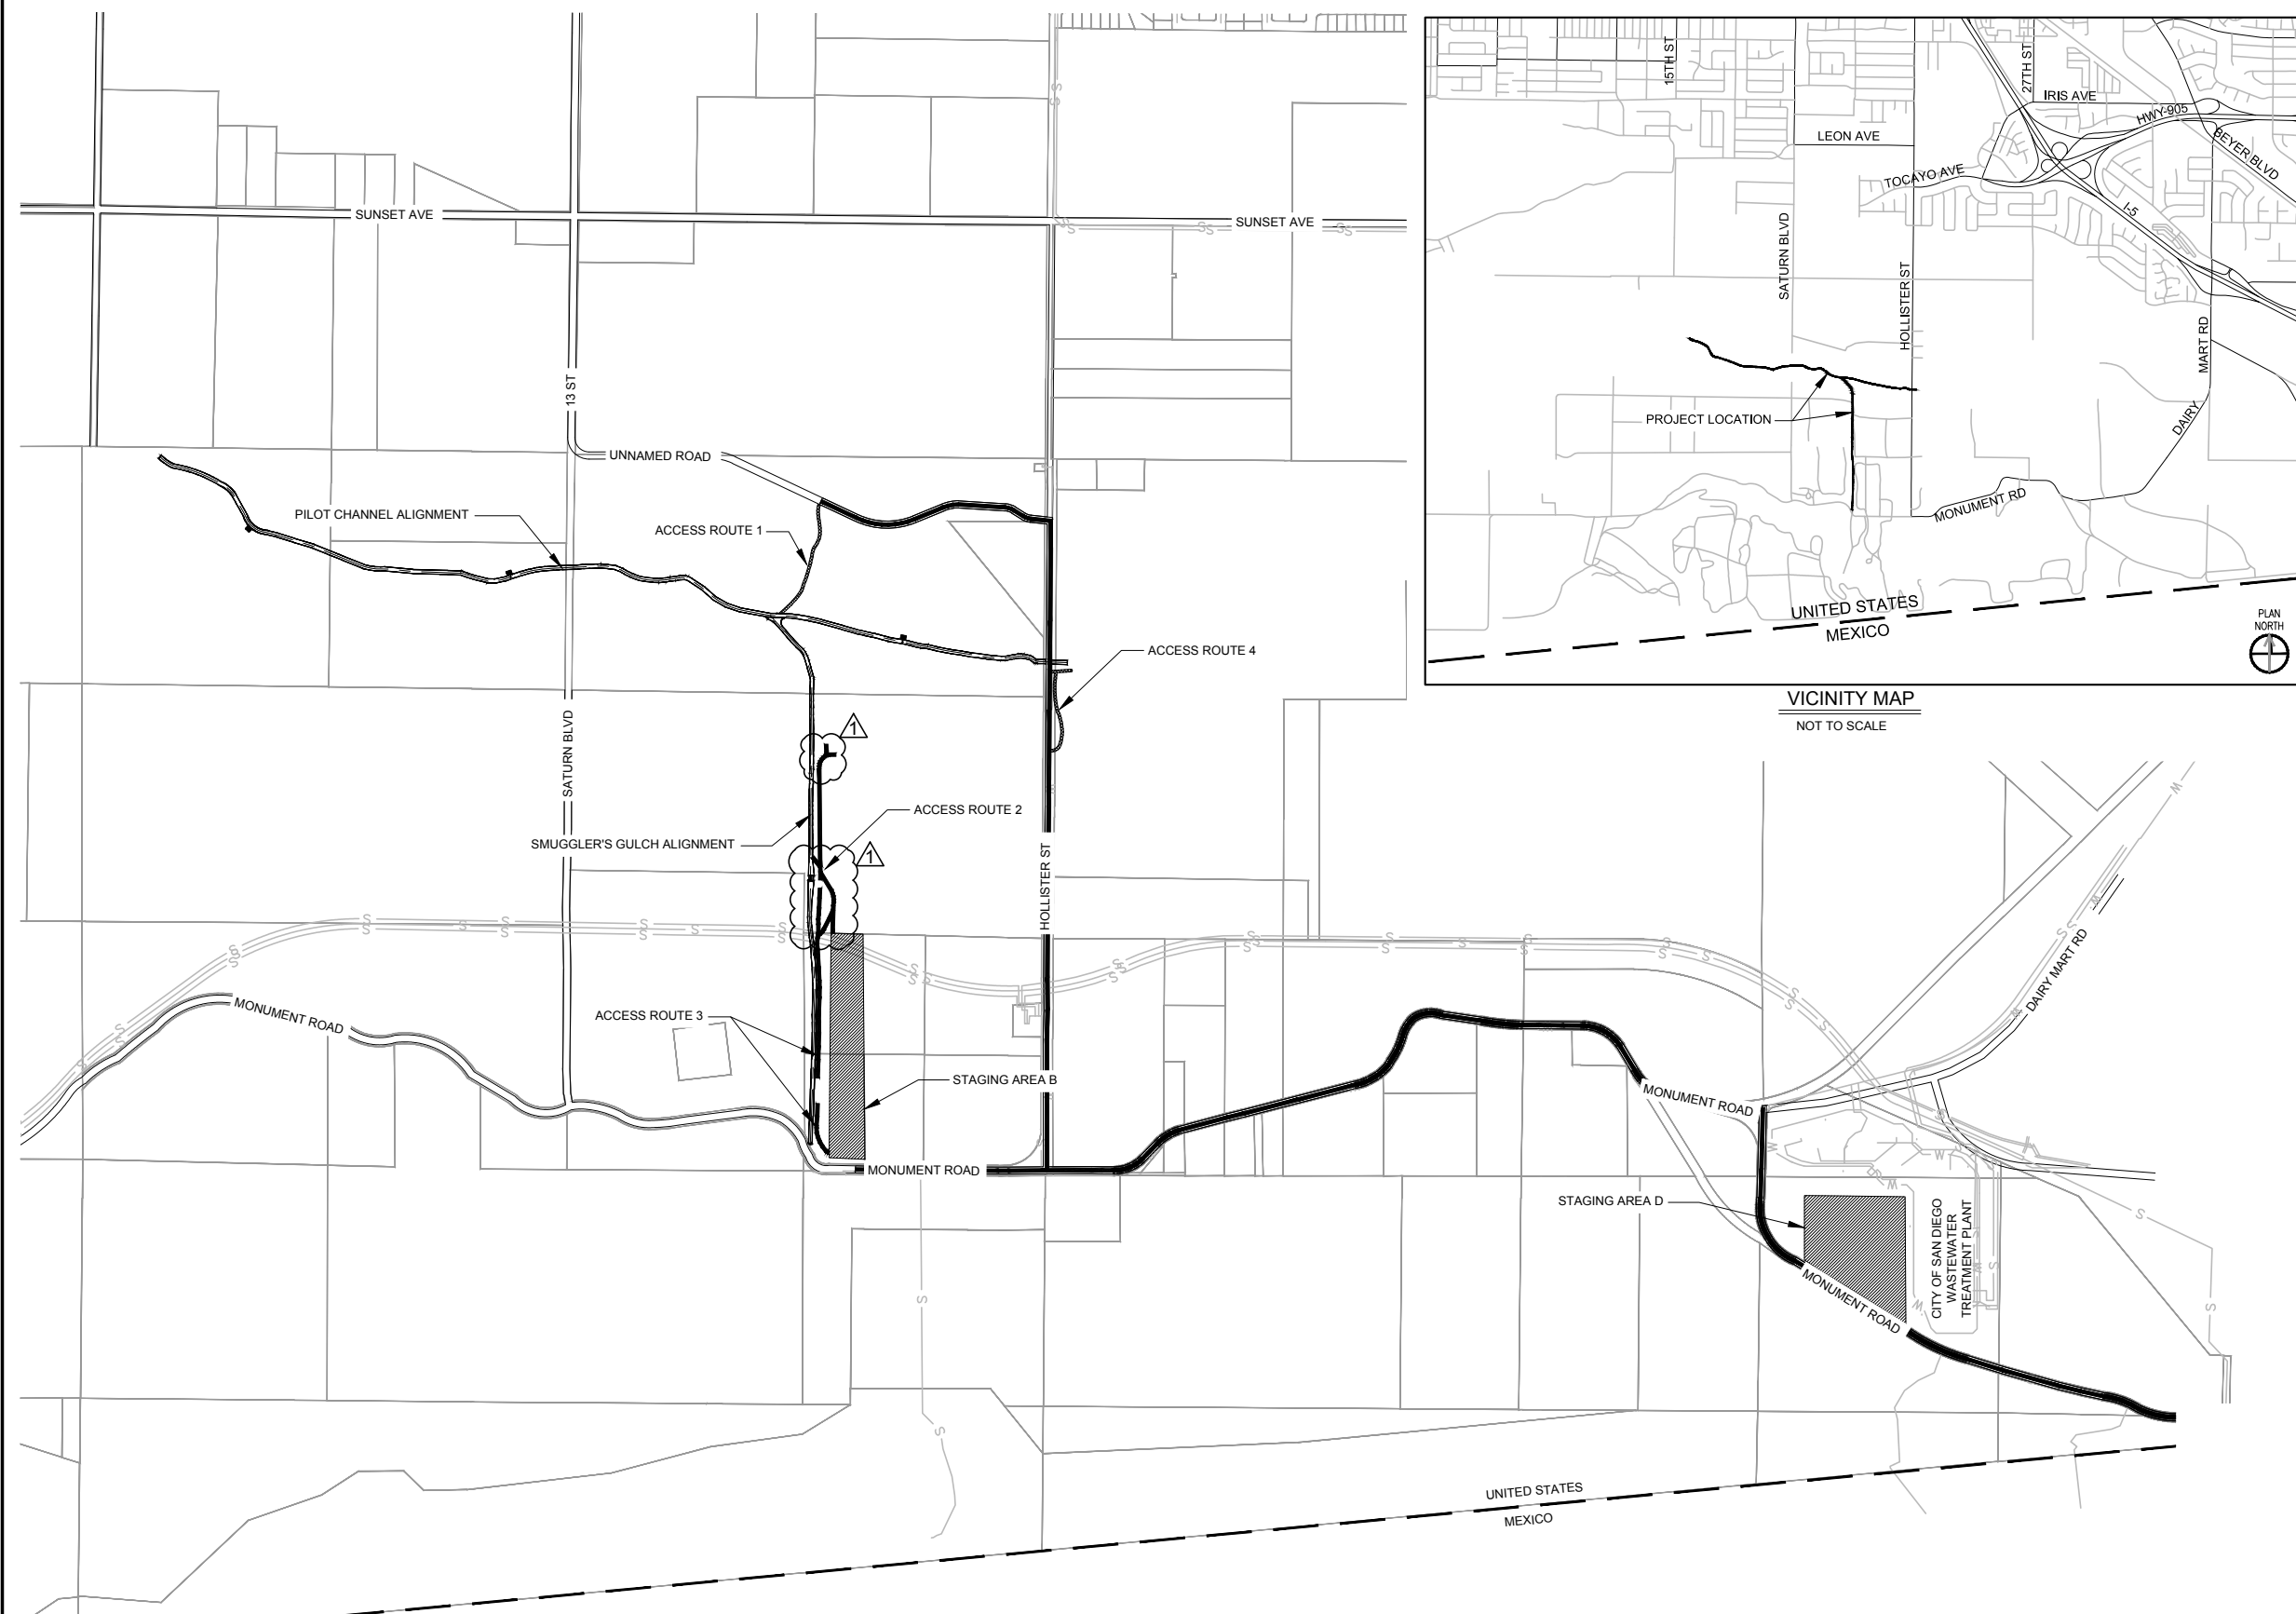 SUNSET AVE
SUNSET AVE
13 ST
UNNAMED ROAD
PILOT CHANNEL ALIGNMENT
ACCESS ROUTE 1
ACCESS ROUTE 4
SATURN BLVD
1
ACCESS ROUTE 2
SMUGGLER'S GULCH ALIGNMENT
1
HOLLISTER ST
MONUMENT ROAD
ACCESS ROUTE 3
STAGING AREA B
MONUMENT ROAD
MONUMENT ROAD
DAIRY MART RD
STAGING AREA D
MONUMENT ROAD
CITY OF SAN DIEGO
WASTEWATER
TREATMENT PLANT
UNITED STATES
MEXICO
15TH ST
27TH ST
IRIS AVE
HWY-905
BEYER BLVD
LEON AVE
TOCAYO AVE
I-5
SATURN BLVD
HOLLISTER ST
MART RD
DAIRY
PROJECT LOCATION
MONUMENT RD
UNITED STATES
MEXICO
PLAN
NORTH
VICINITY MAP
NOT TO SCALE